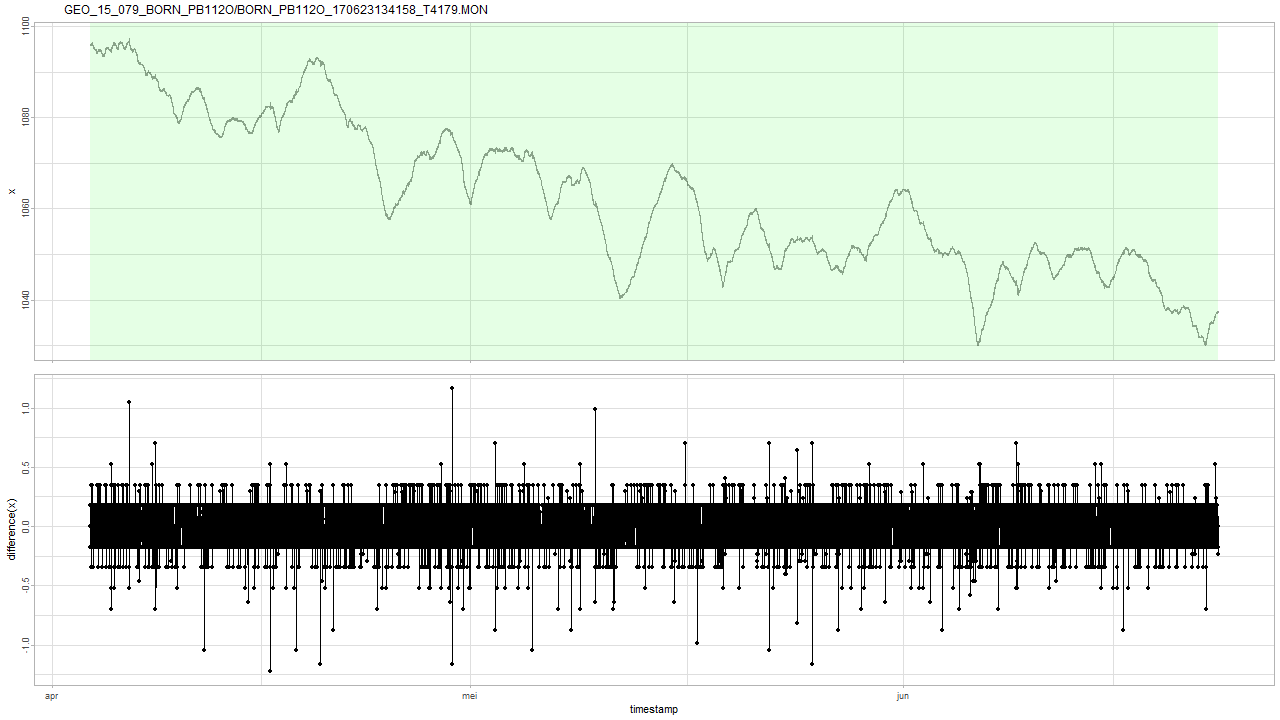 GEO_15_079_BORN_PB112O/BORN_PB112O_170623134158_T4179.MON
1100
1080
x
1060
1040
1.0
0.5
difference(x)
0.0
-0.5
-1.0
apr mei jun
timestamp